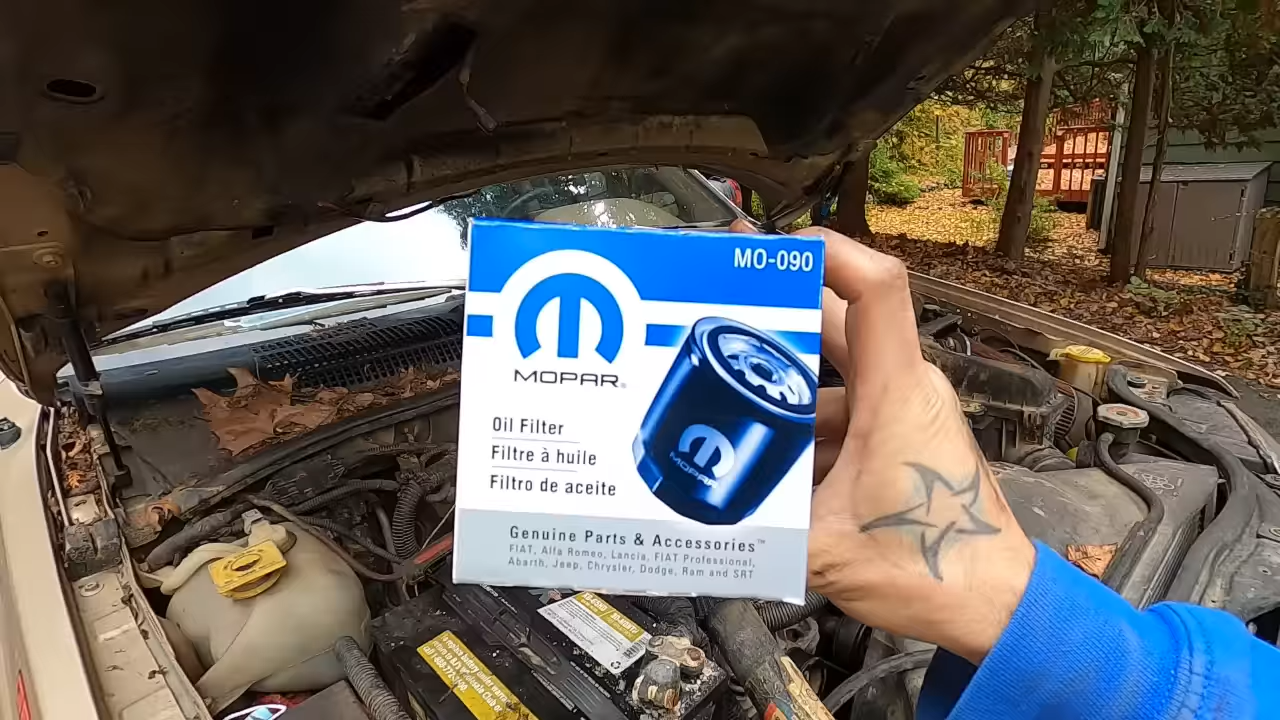 MO-090
MOPAR®
Oil Filter
Filtre à huile
Filtro de aceite
MOPAR
Genuine Parts & Accessories™
FIAT, Alfa Romeo, Lancia, FIAT Professional,
Abarth, Jeep, Chrysler, Dodge, Ram and SRT